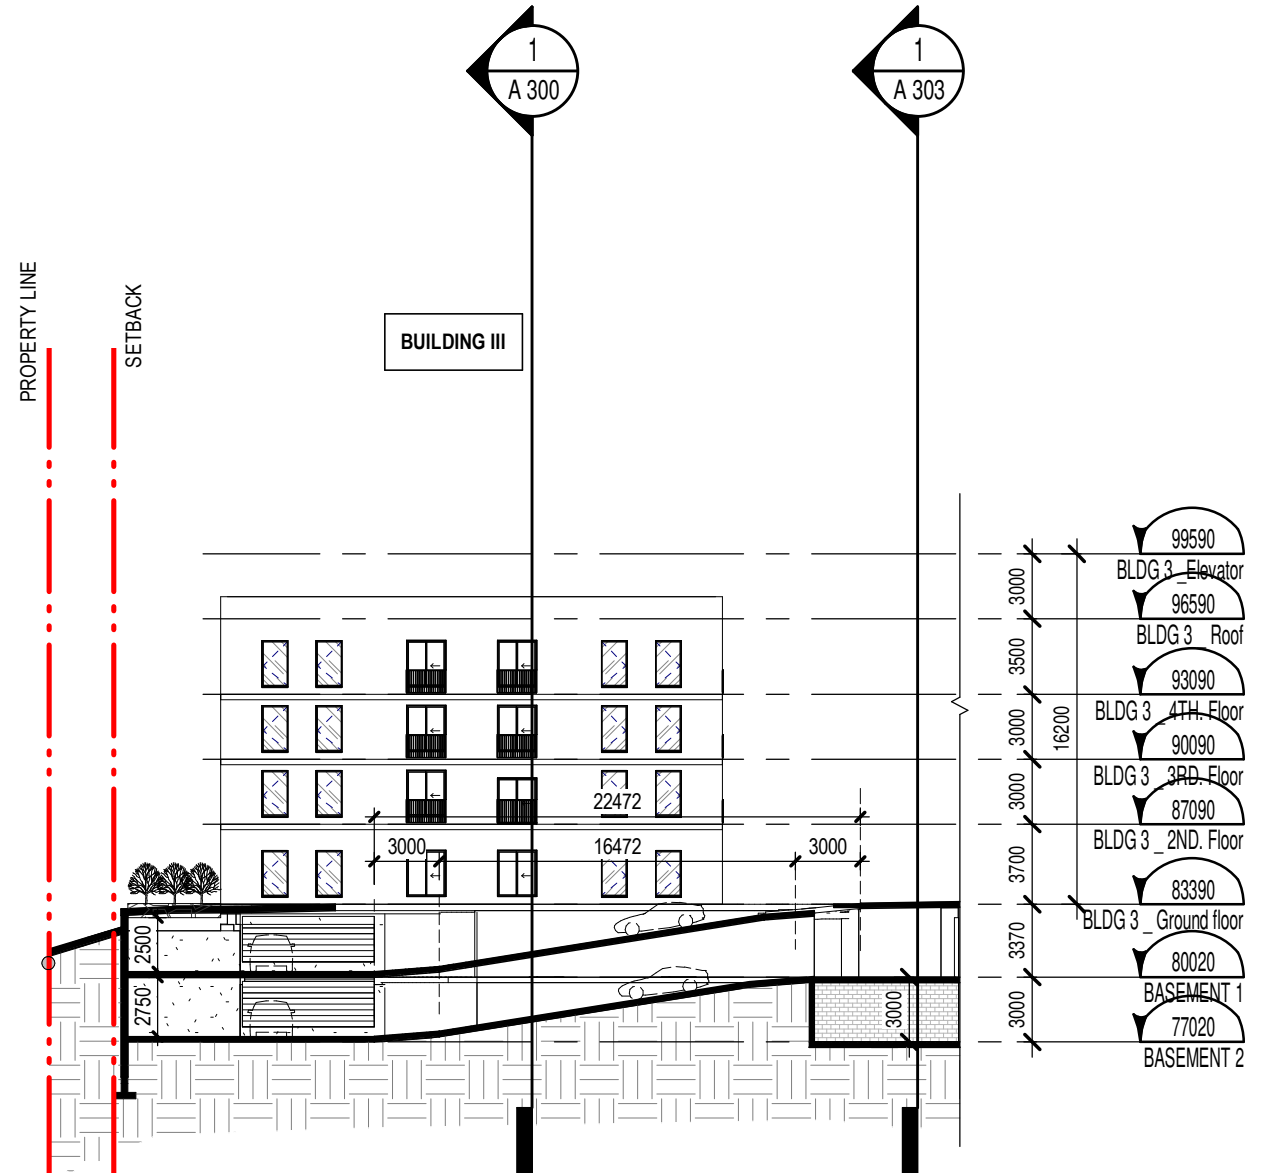 1
A 300
1
A 303
PROPERTY LINE
SETBACK
BUILDING III
99590
BLDG 3 _Elevator
3000
96590
BLDG 3 _ Roof
3500
93090
BLDG 3 _4TH. Floor
3000
16200
90090
BLDG 3 _3RD. Floor
3000
87090
BLDG 3 _ 2ND. Floor
22472
3000
16472
3000
3700
83390
BLDG 3 _ Ground floor
2500
3370
80020
BASEMENT 1
2750
3000
3000
77020
BASEMENT 2